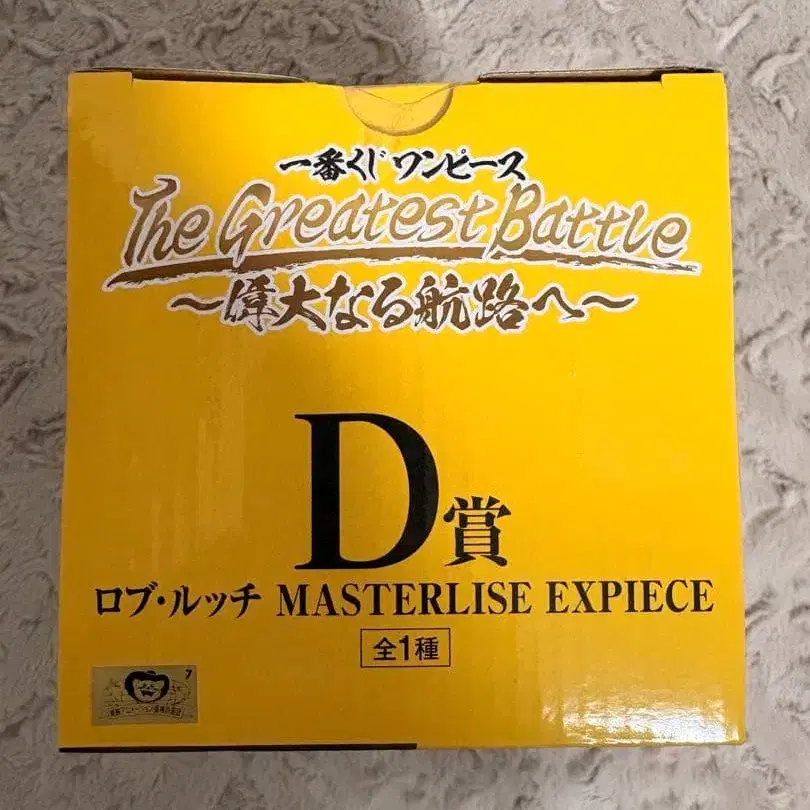 一番くじ ワンピース
The Greatest Battle
～偉大なる航路へ～
D賞
ロブ・ルッチ MASTERLISE EXPIECE
全1種
7